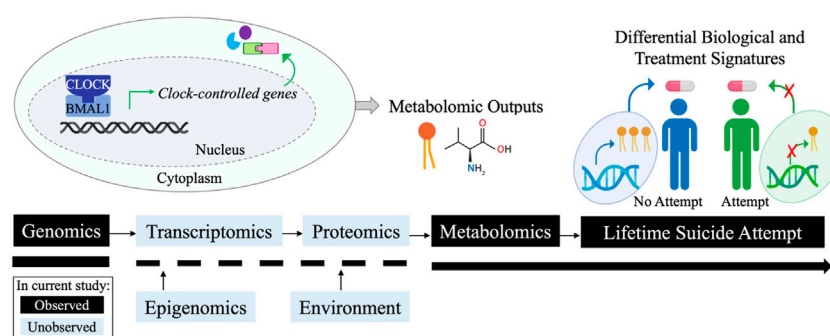 Differential Biological and
Treatment Signatures
CLOCK
BMAL1
Clock-controlled genes
Nucleus
Cytoplasm
Metabolomic Outputs
O
OH
NH2
No Attempt
Attempt
X
X
Genomics
Transcriptomics
Proteomics
Metabolomics
Lifetime Suicide Attempt
Epigenomics
Environment
In current study:
Observed
Unobserved